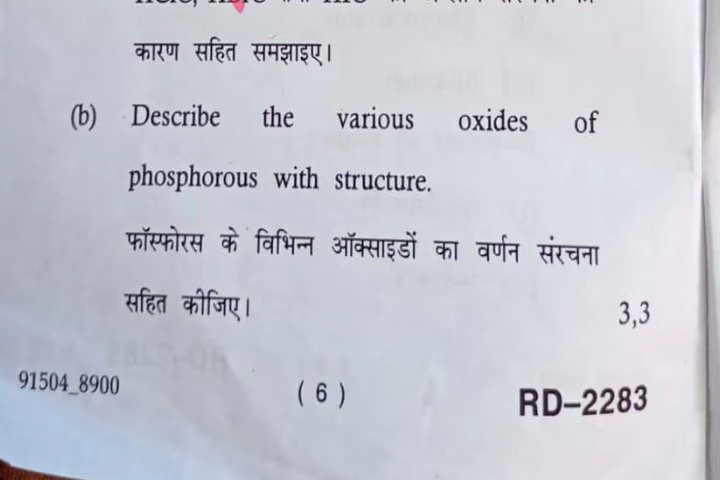 कारण सहित समझाइए।
(b) Describe the various oxides of
phosphorous with structure.
फॉस्फोरस के विभिन्न ऑक्साइडों का वर्णन संरचना
सहित कीजिए।
3,3
91504_8900 ( 6 ) RD–2283